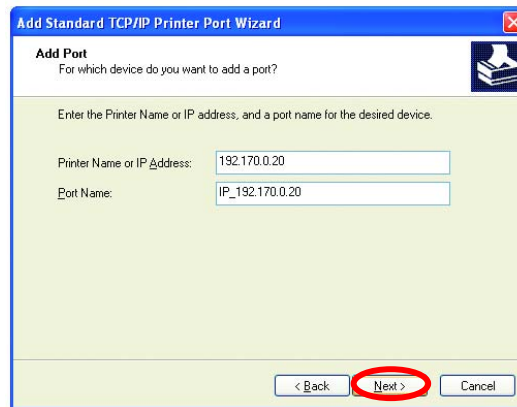 Add Standard TCP/IP Printer Port Wizard
Add Port
For which device do you want to add a port?
Enter the Printer Name or IP address, and a port name for the desired device.
Printer Name or IP Address: 192.170.0.20
Port Name: IP_192.170.0.20
< Back Next > Cancel